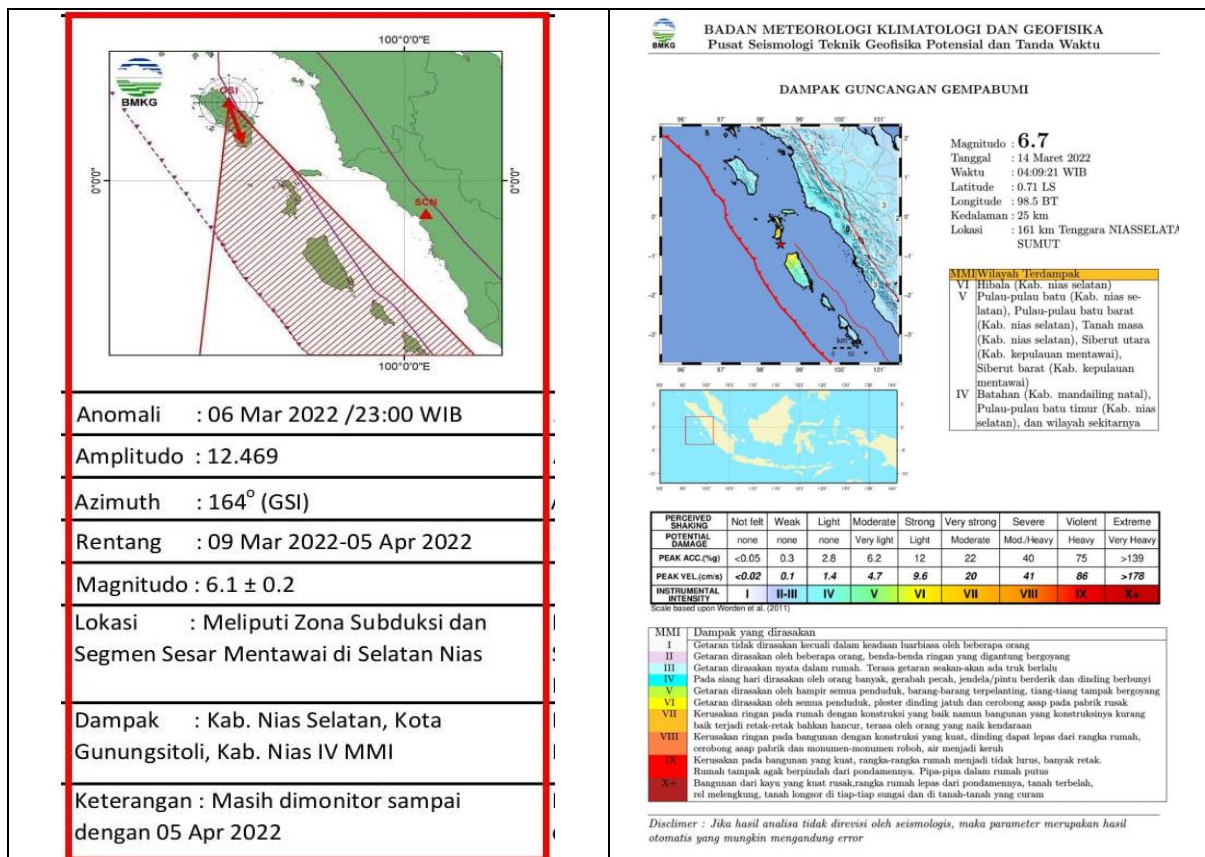 100°0'0"E
BMKG
GSI
0°0'0"
0°0'0"
SCN
100°0'0"E
Anomali : 06 Mar 2022 /23:00 WIB
Amplitudo : 12.469
Azimuth : 164° (GSI)
Rentang : 09 Mar 2022-05 Apr 2022
Magnitudo : 6.1 ± 0.2
Lokasi : Meliputi Zona Subduksi dan
Segmen Sesar Mentawai di Selatan Nias
Dampak : Kab. Nias Selatan, Kota
Gunungsitoli, Kab. Nias IV MMI
Keterangan : Masih dimonitor sampai
dengan 05 Apr 2022
BMKG
BADAN METEOROLOGI KLIMATOLOGI DAN GEOFISIKA
Pusat Seismologi Teknik Geofisika Potensial dan Tanda Waktu
DAMPAK GUNCANGAN GEMPABUMI
96° 97° 98° 99° 100° 101°
2°
1°
0°
−1°
−2°
−3°
km
0 50
96° 97° 98° 99° 100° 101°
Magnitudo : 6.7
Tanggal : 14 Maret 2022
Waktu : 04:09:21 WIB
Latitude : 0.71 LS
Longitude : 98.5 BT
Kedalaman : 25 km
Lokasi : 161 km Tenggara NIASSELATA
SUMUT
MMI Wilayah Terdampak
VI Hibala (Kab. nias selatan)
V Pulau-pulau batu (Kab. nias se-
latan), Pulau-pulau batu barat
(Kab. nias selatan), Tanah masa
(Kab. nias selatan), Siberut utara
(Kab. kepulauan mentawai),
Siberut barat (Kab. kepulauan
mentawai)
IV Batahan (Kab. mandailing natal),
Pulau-pulau batu timur (Kab. nias
selatan), dan wilayah sekitarnya
PERCEIVED SHAKING Not felt Weak Light Moderate Strong Very strong Severe Violent Extreme
POTENTIAL DAMAGE none none none Very light Light Moderate Mod./Heavy Heavy Very Heavy
PEAK ACC.(%g) <0.05 0.3 2.8 6.2 12 22 40 75 >139
PEAK VEL.(cm/s) <0.02 0.1 1.4 4.7 9.6 20 41 86 >178
INSTRUMENTAL INTENSITY I II-III IV V VI VII VIII IX X+
Scale based upon Worden et al. (2011)
MMI Dampak yang dirasakan
I Getaran tidak dirasakan kecuali dalam keadaan luarbiasa oleh beberapa orang
II Getaran dirasakan oleh beberapa orang, benda-benda ringan yang digantung bergoyang
III Getaran dirasakan nyata dalam rumah. Terasa getaran seakan-akan ada truk berlalu
IV Pada siang hari dirasakan oleh orang banyak, gerabah pecah, jendela/pintu berderik dan dinding berbunyi
V Getaran dirasakan oleh hampir semua penduduk, barang-barang terpelanting, tiang-tiang tampak bergoyang
VI Getaran dirasakan oleh semua penduduk, plester dinding jatuh dan cerobong asap pada pabrik rusak
VII Kerusakan ringan pada rumah dengan konstruksi yang baik namun bangunan yang konstruksinya kurang
baik terjadi retak-retak bahkan hancur, terasa oleh orang yang naik kendaraan
VIII Kerusakan ringan pada bangunan dengan konstruksi yang kuat, dinding dapat lepas dari rangka rumah,
cerobong asap pabrik dan monumen-monumen roboh, air menjadi keruh
IX Kerusakan pada bangunan yang kuat, rangka-rangka rumah menjadi tidak lurus, banyak retak.
Rumah tampak agak berpindah dari pondamennya. Pipa-pipa dalam rumah putus
X+ Bangunan dari kayu yang kuat rusak,rangka rumah lepas dari pondamennya, tanah terbelah,
rel melengkung, tanah longsor di tiap-tiap sungai dan di tanah-tanah yang curam
Disclimer : Jika hasil analisa tidak direvisi oleh seismologis, maka parameter merupakan hasil
otomatis yang mungkin mengandung error